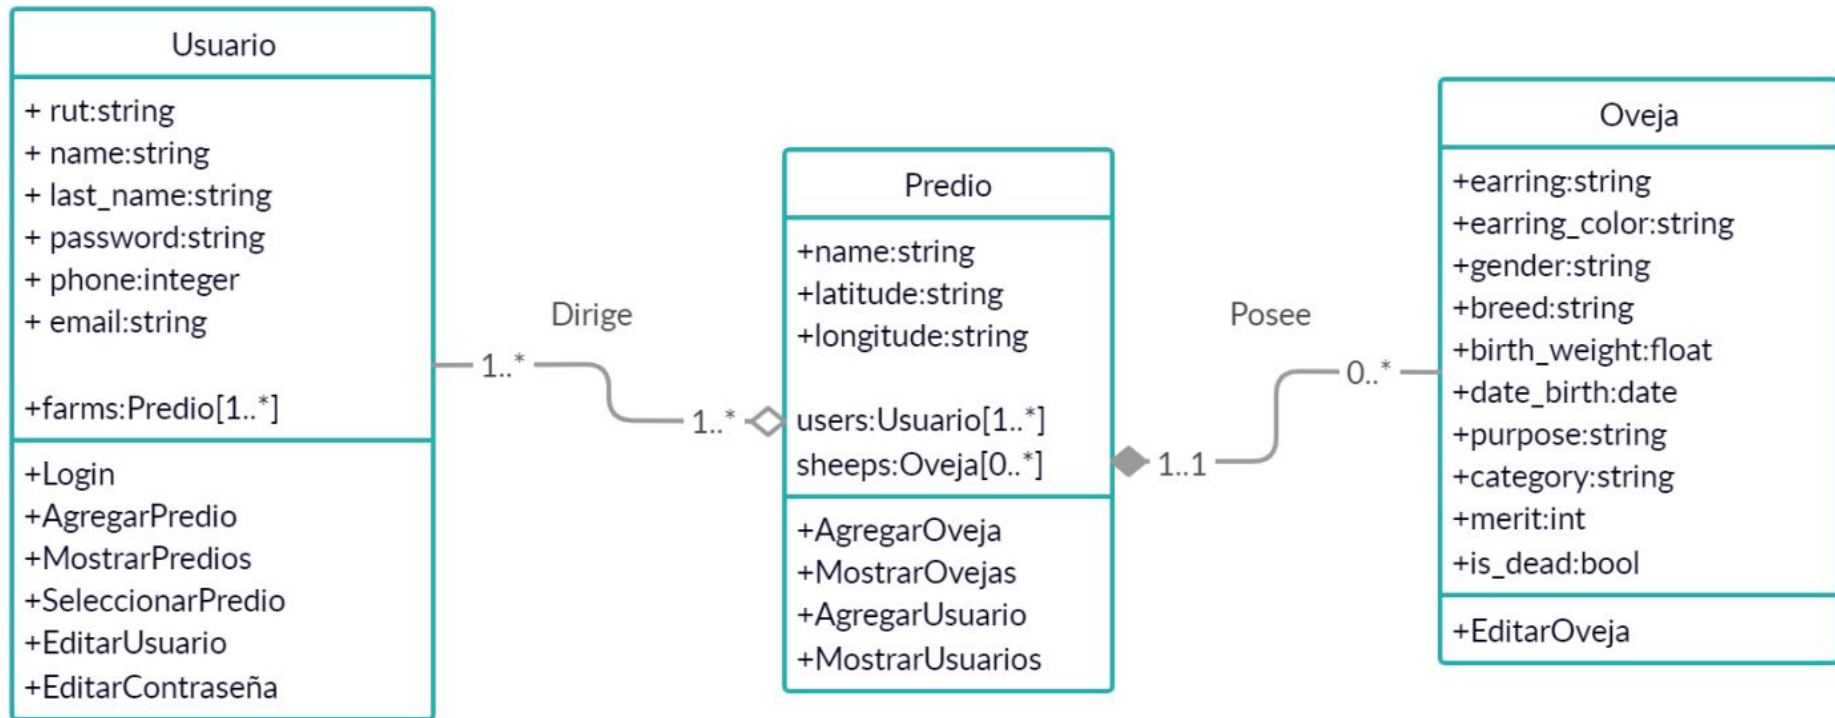 Usuario
+ rut:string
+ name:string
+ last_name:string
+ password:string
+ phone:integer
+ email:string
+farms:Predio[1..*]
+Login
+AgregarPredio
+MostrarPredios
+SeleccionarPredio
+EditarUsuario
+EditarContraseña
Dirige
1..*
1..*
Predio
+name:string
+latitude:string
+longitude:string
users:Usuario[1..*]
sheeps:Oveja[0..*]
+AgregarOveja
+MostrarOvejas
+AgregarUsuario
+MostrarUsuarios
Posee
1..1
0..*
Oveja
+earring:string
+earring_color:string
+gender:string
+breed:string
+birth_weight:float
+date_birth:date
+purpose:string
+category:string
+merit:int
+is_dead:bool
+EditarOveja